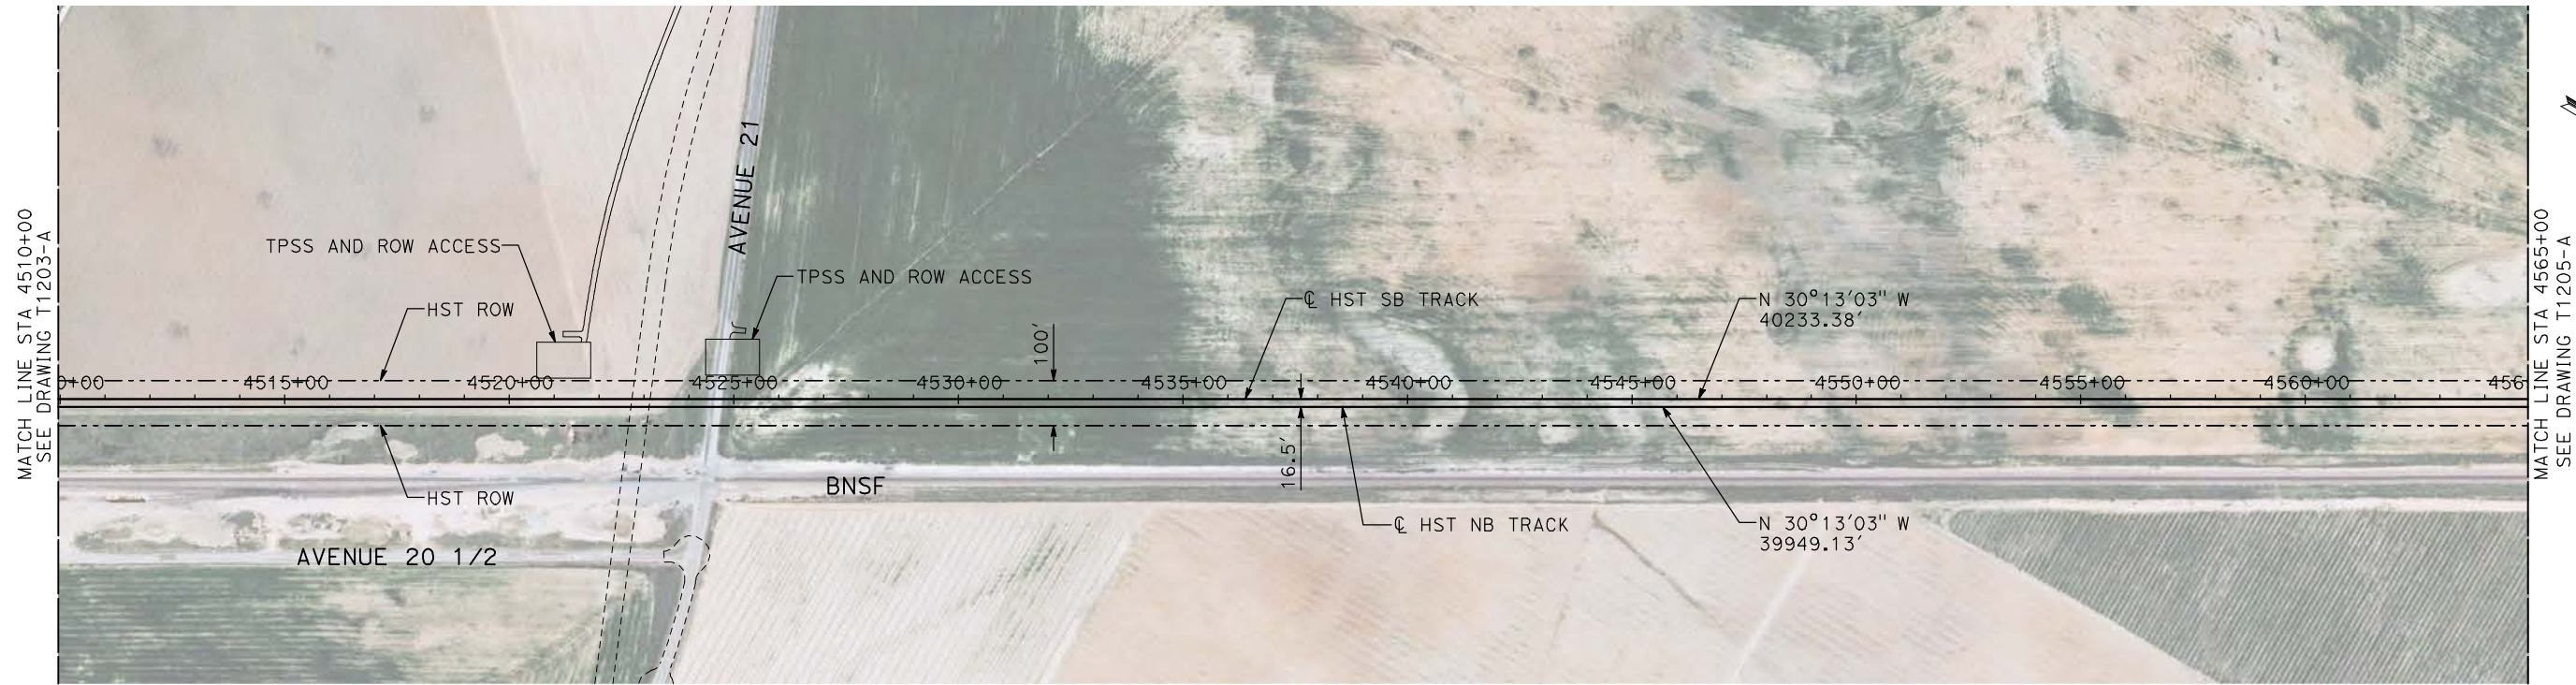 MATCH LINE STA 4510+00
SEE DRAWING T1203-A
TPSS AND ROW ACCESS
HST ROW
AVENUE 21
TPSS AND ROW ACCESS
100'
℄ HST SB TRACK
N 30°13'03" W
40233.38'
0+00
4515+00
4520+00
4525+00
4530+00
4535+00
4540+00
4545+00
4550+00
4555+00
4560+00
456
16.5'
HST ROW
BNSF
℄ HST NB TRACK
N 30°13'03" W
39949.13'
AVENUE 20 1/2
MATCH LINE STA 4565+00
SEE DRAWING T1205-A